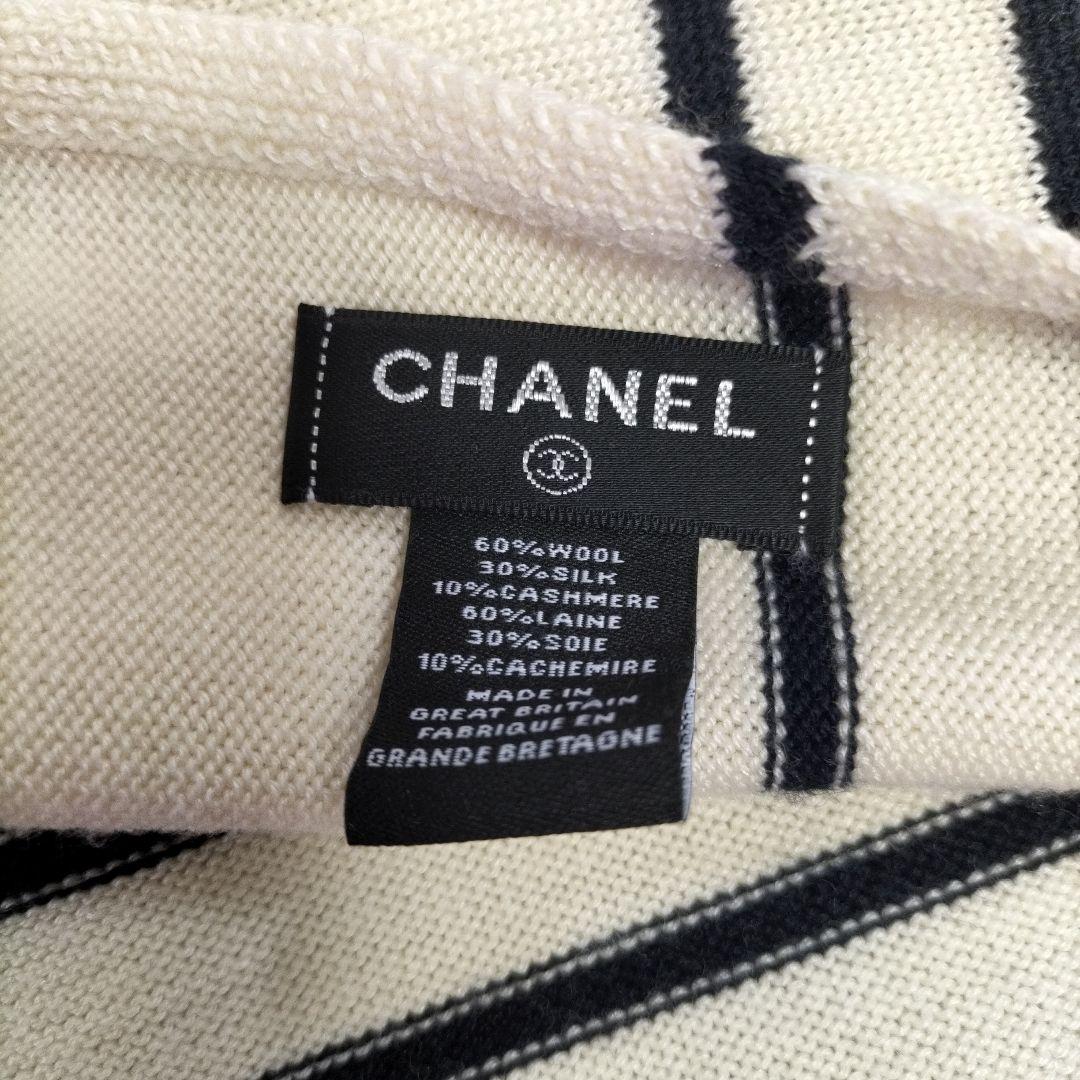 CHANEL
60%WOOL
30%SILK
10%CASHMERE
60%LAINE
30%SOIE
10%CACHEMIRE
MADE IN
GREAT BRITAIN
FABRIQUE EN
GRANDE BRETAGNE